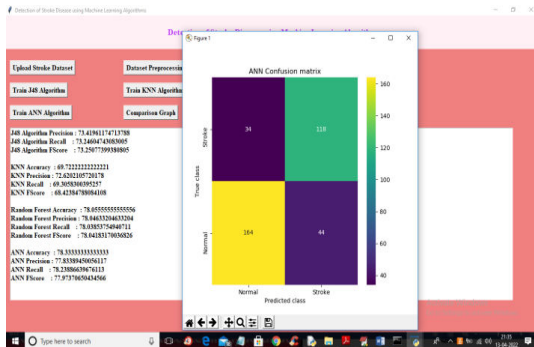 Detection of Stroke Disease using Machine Learning Algorithms
Figure 1
Upload Stroke Dataset
Dataset Preprocessin
Train J48 Algorithm
Train KNN Algorith
Train ANN Algorithm
Comparison Graph
J48 Algorithm Precision : 73.41961174713788
J48 Algorithm Recall : 73.24604743083005
J48 Algorithm FScore : 73.25077399380805
KNN Accuracy : 69.72222222222221
KNN Precision : 72.6202105720178
KNN Recall : 69.3058300395257
KNN FScore : 68.42384788084108
Random Forest Accuracy : 78.05555555555556
Random Forest Precision : 78.04633204633204
Random Forest Recall : 78.03853754940711
Random Forest FScore : 78.04183170036826
ANN Accuracy : 78.33333333333333
ANN Precision : 77.83389450056117
ANN Recall : 78.23886639676113
ANN FScore : 77.97370650434566
ANN Confusion matrix
Stroke
Normal
True class
34
118
164
44
Normal
Stroke
Predicted class
160
140
120
100
80
60
40
Type here to search
21:35
13-04-2022